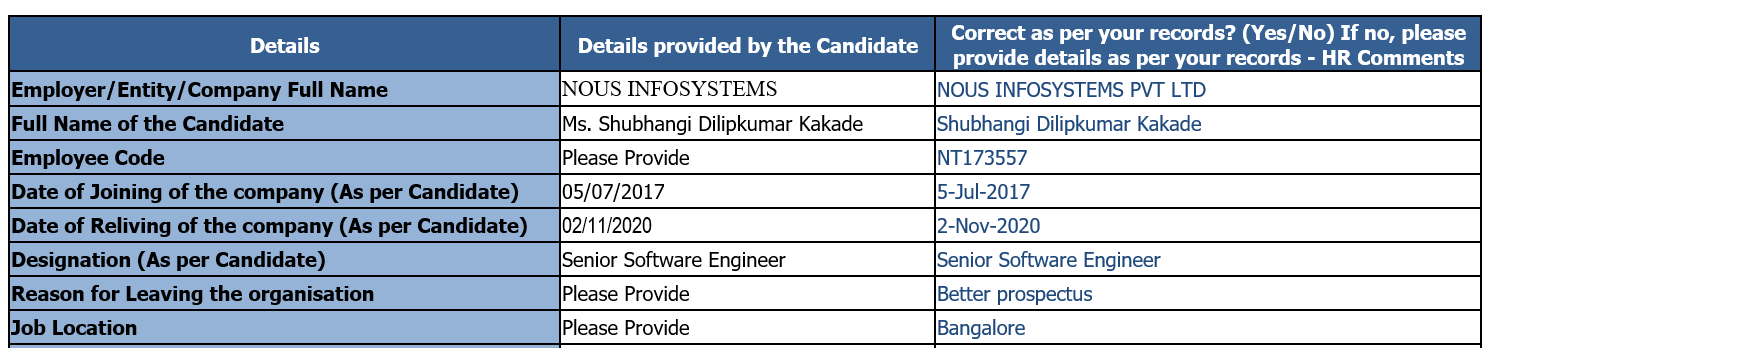 Details Details provided by the Candidate Correct as per your records? (Yes/No) If no, please
provide details as per your records - HR Comments
Employer/Entity/Company Full Name NOUS INFOSYSTEMS NOUS INFOSYSTEMS PVT LTD
Full Name of the Candidate Ms. Shubhangi Dilipkumar Kakade Shubhangi Dilipkumar Kakade
Employee Code Please Provide NT173557
Date of Joining of the company (As per Candidate) 05/07/2017 5-Jul-2017
Date of Reliving of the company (As per Candidate) 02/11/2020 2-Nov-2020
Designation (As per Candidate) Senior Software Engineer Senior Software Engineer
Reason for Leaving the organisation Please Provide Better prospectus
Job Location Please Provide Bangalore